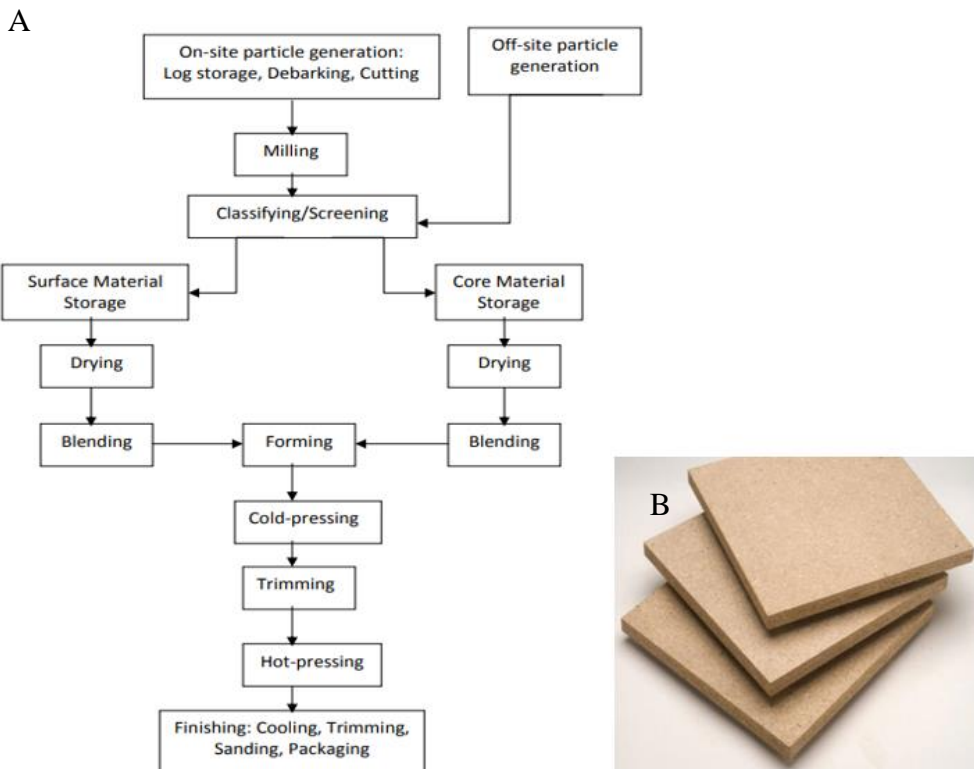 A
On-site particle generation:
Log storage, Debarking, Cutting
Off-site particle
generation
Milling
Classifying/Screening
Surface Material
Storage
Core Material
Storage
Drying
Drying
Blending
Forming
Blending
Cold-pressing
Trimming
Hot-pressing
Finishing: Cooling, Trimming,
Sanding, Packaging
B